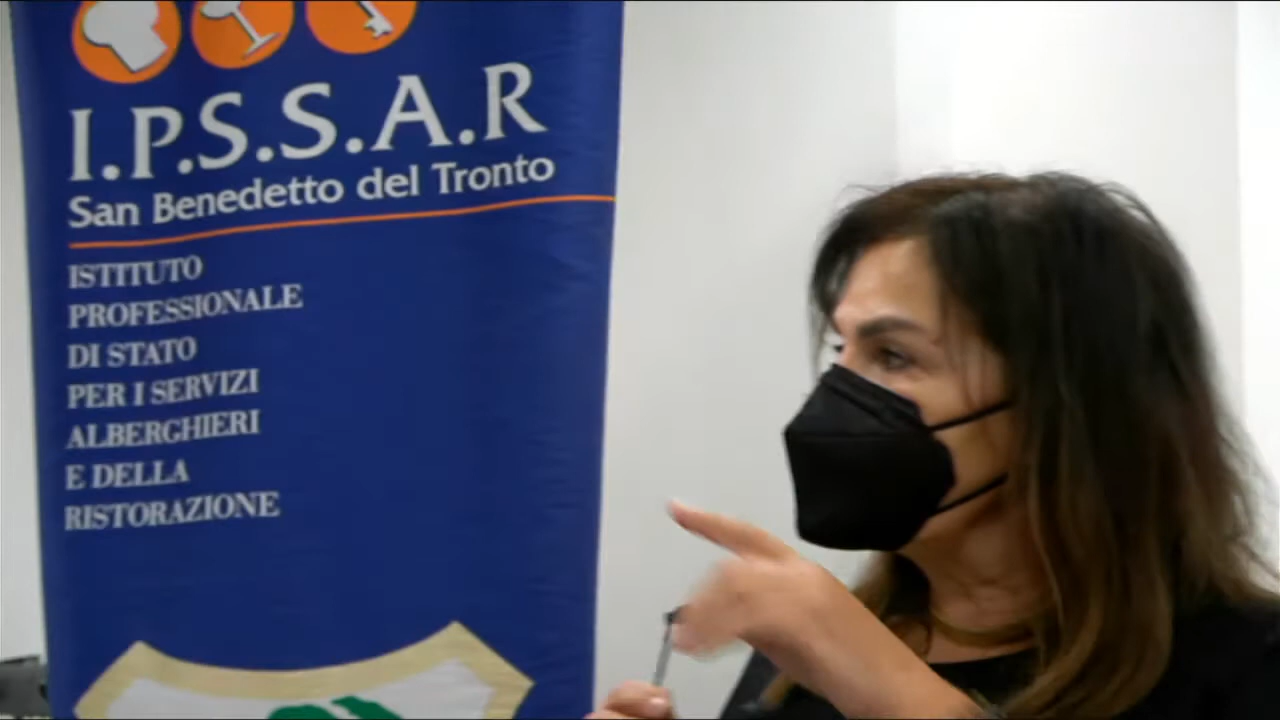 I.P.S.S.A.R
San Benedetto del Tronto
ISTITUTO
PROFESSIONALE
DI STATO
PER I SERVIZI
ALBERGHIERI
E DELLA
RISTORAZIONE